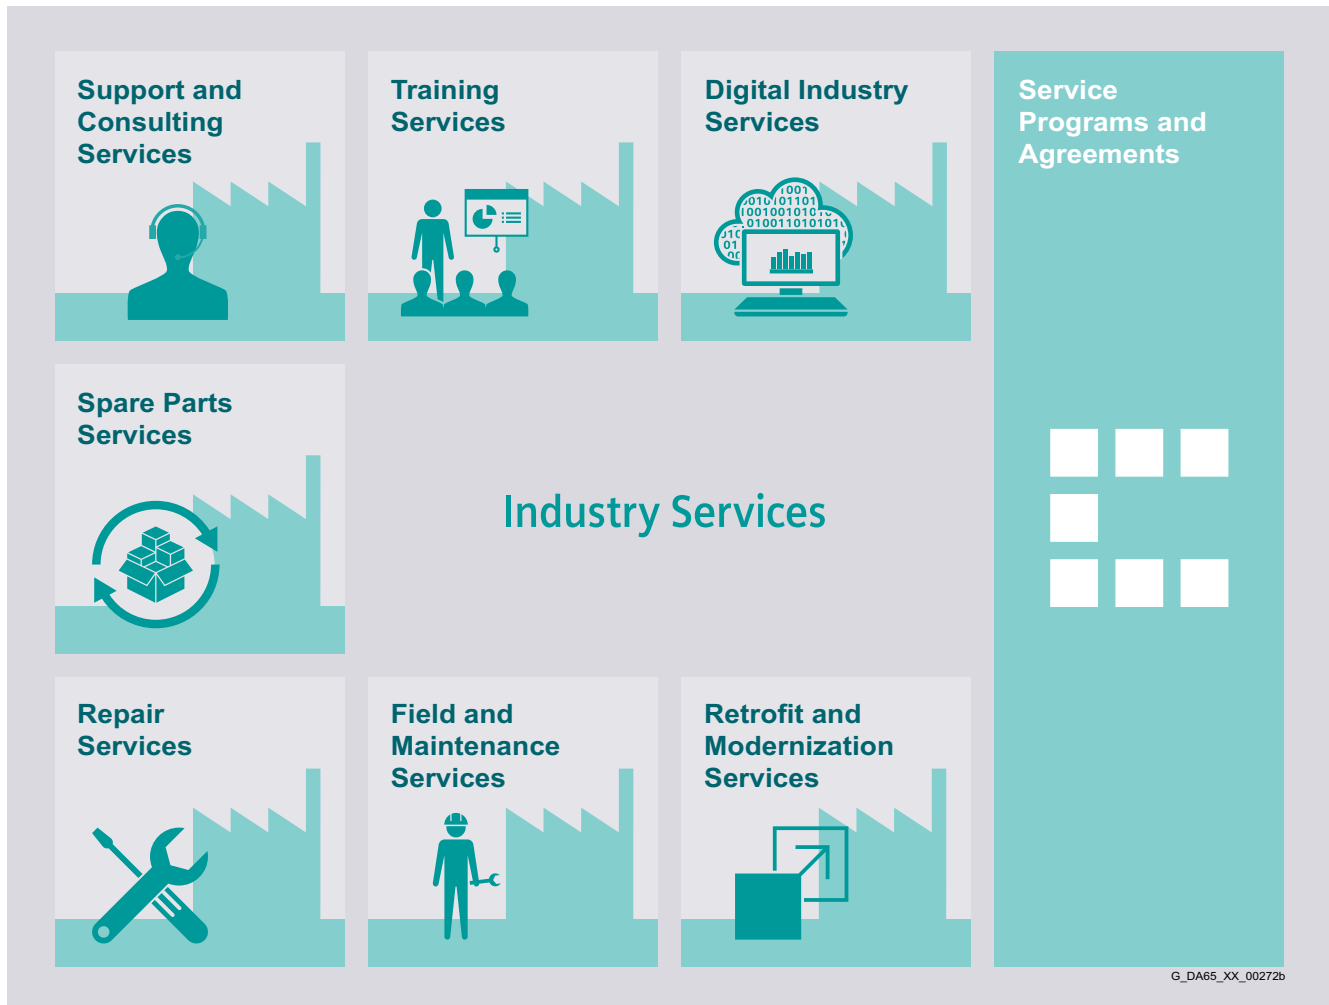 Support and
Consulting
Services
Training
Services
Digital Industry
Services
Service
Programs and
Agreements
Spare Parts
Services
Industry Services
Repair
Services
Field and
Maintenance
Services
Retrofit and
Modernization
Services
G_DA65_XX_00272b